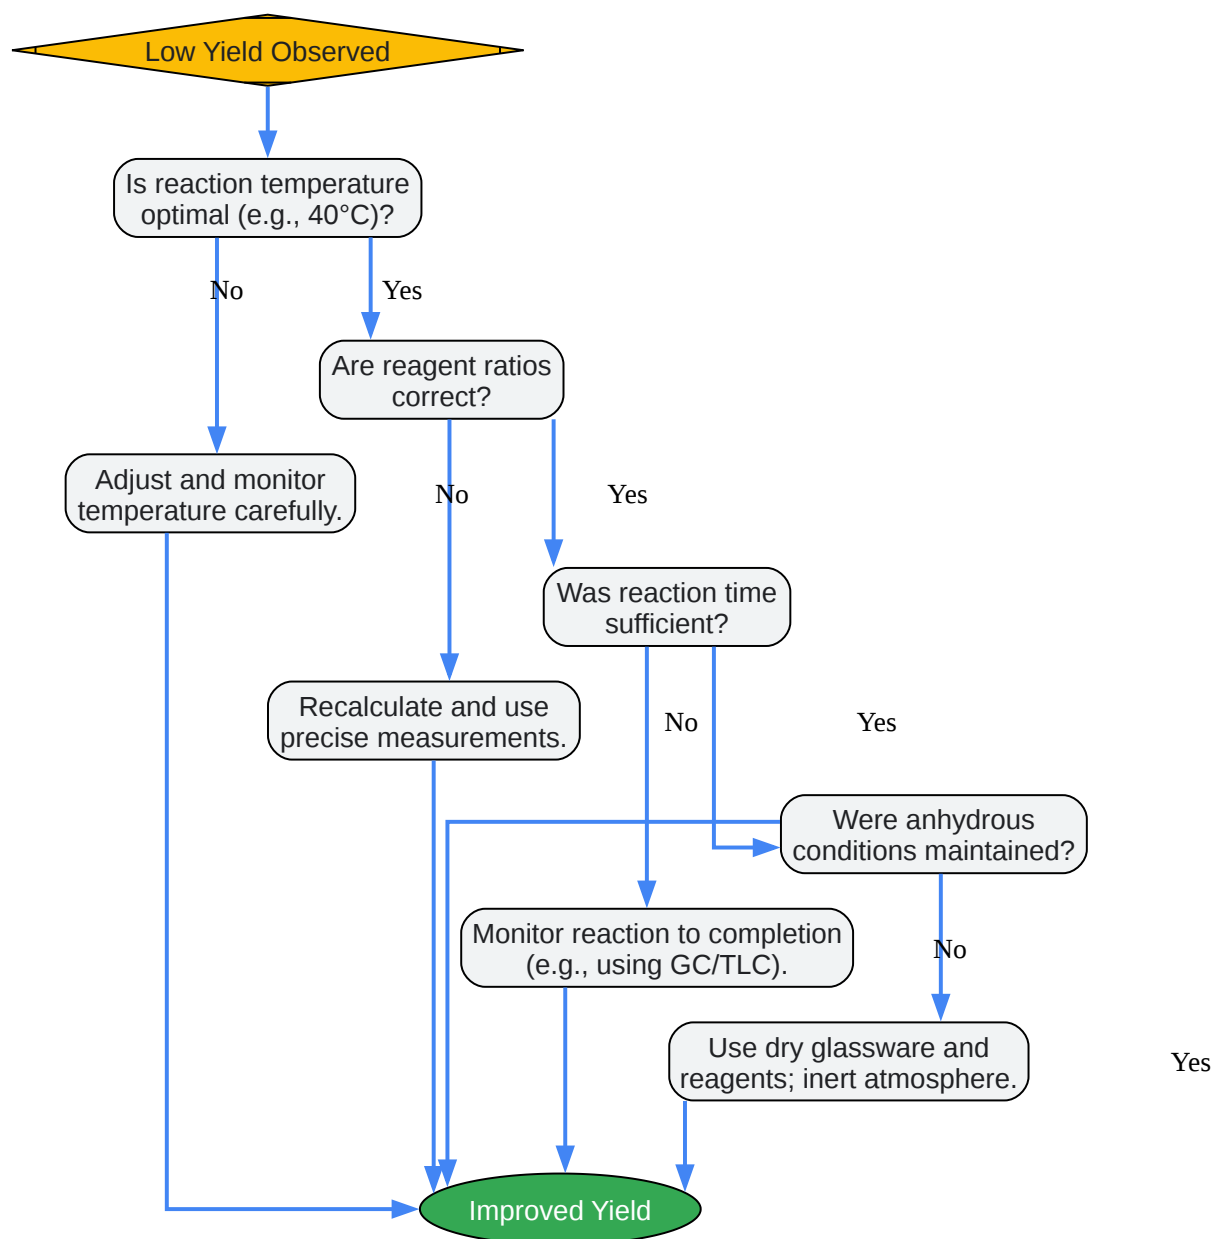 Low Yield Observed
Is reaction temperature
optimal (e.g., 40°C)?
No
Yes
Are reagent ratios
correct?
Adjust and monitor
temperature carefully.
No
Yes
Was reaction time
sufficient?
Recalculate and use
precise measurements.
No
Yes
Were anhydrous
conditions maintained?
Monitor reaction to completion
(e.g., using GC/TLC).
No
Use dry glassware and
reagents; inert atmosphere.
Yes
Improved Yield